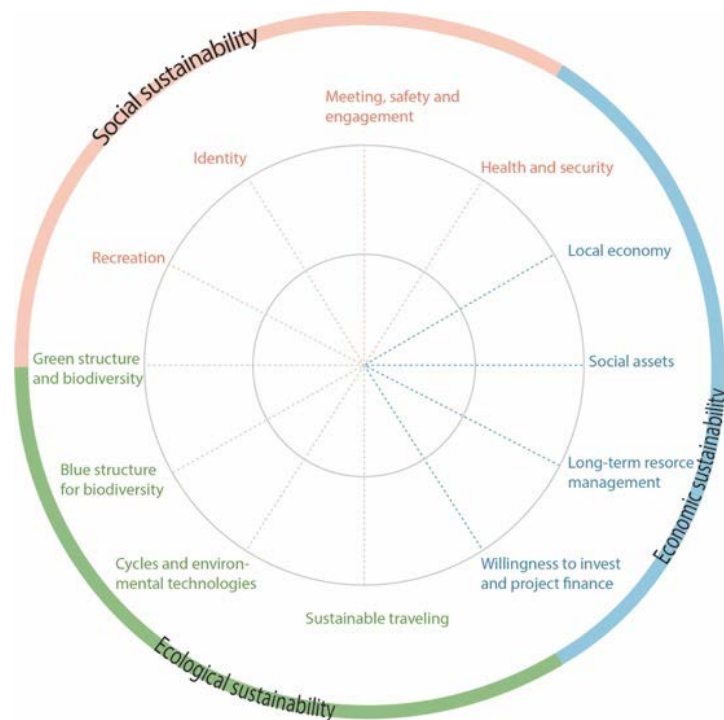 Social sustainability
Meeting, safety and
engagement
Identity
Health and security
Recreation
Local economy
Green structure
and biodiversity
Social assets
Blue structure
for biodiversity
Long-term resorce
management
Economic sustainability
Cycles and environ-
mental technologies
Willingness to invest
and project finance
Sustainable traveling
Ecological sustainability